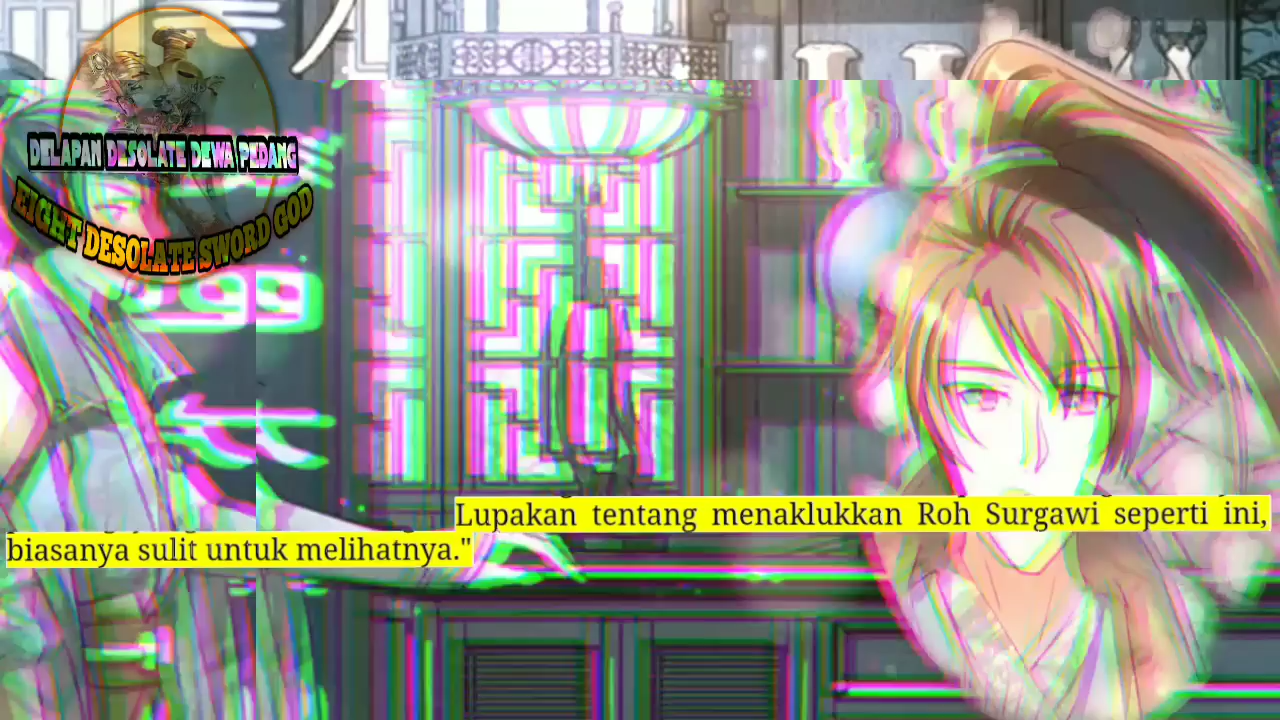 DELAPAN DESOLATE DEWA PEDANG
EIGHT DESOLATE SWORD GOD
Lupakan tentang menaklukkan Roh Surgawi seperti ini,
biasanya sulit untuk melihatnya."